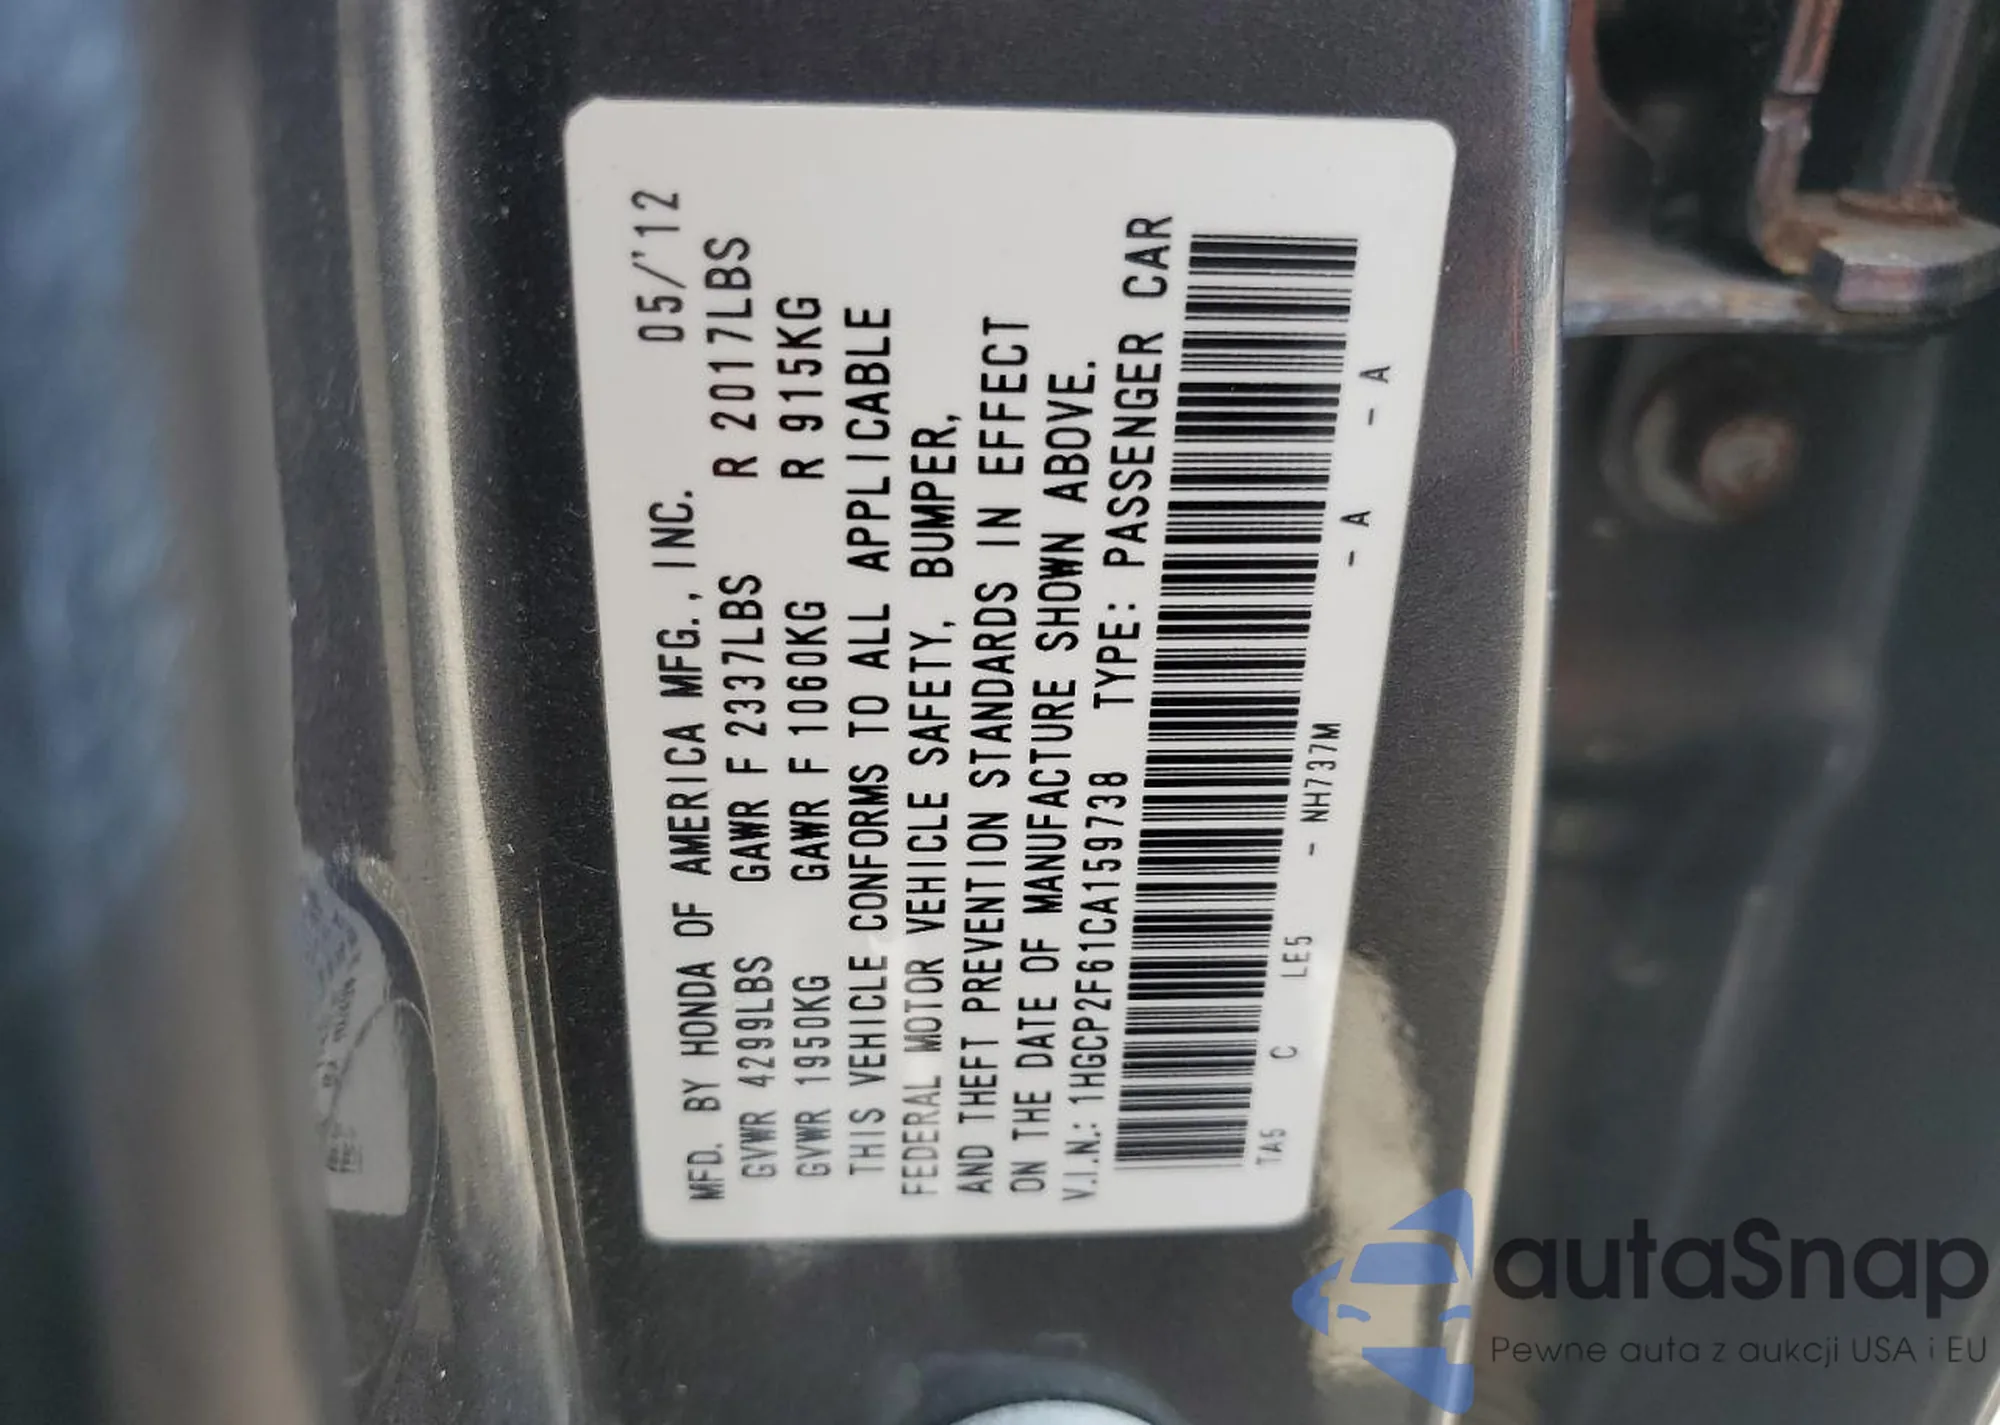 MFD. BY HONDA OF AMERICA MFG., INC. 05/'12
GVWR 4299LBS GAWR F 2337LBS R 2017LBS
GVWR 1950KG GAWR F 1060KG R 915KG
THIS VEHICLE CONFORMS TO ALL APPLICABLE
FEDERAL MOTOR VEHICLE SAFETY, BUMPER,
AND THEFT PREVENTION STANDARDS IN EFFECT
ON THE DATE OF MANUFACTURE SHOWN ABOVE.
V.I.N.: 1HGCP2F61CA159738 TYPE: PASSENGER CAR
TA5 C LE5 - NH737M - A - A
autaSnap
Pewne auta z aukcji USA i EU